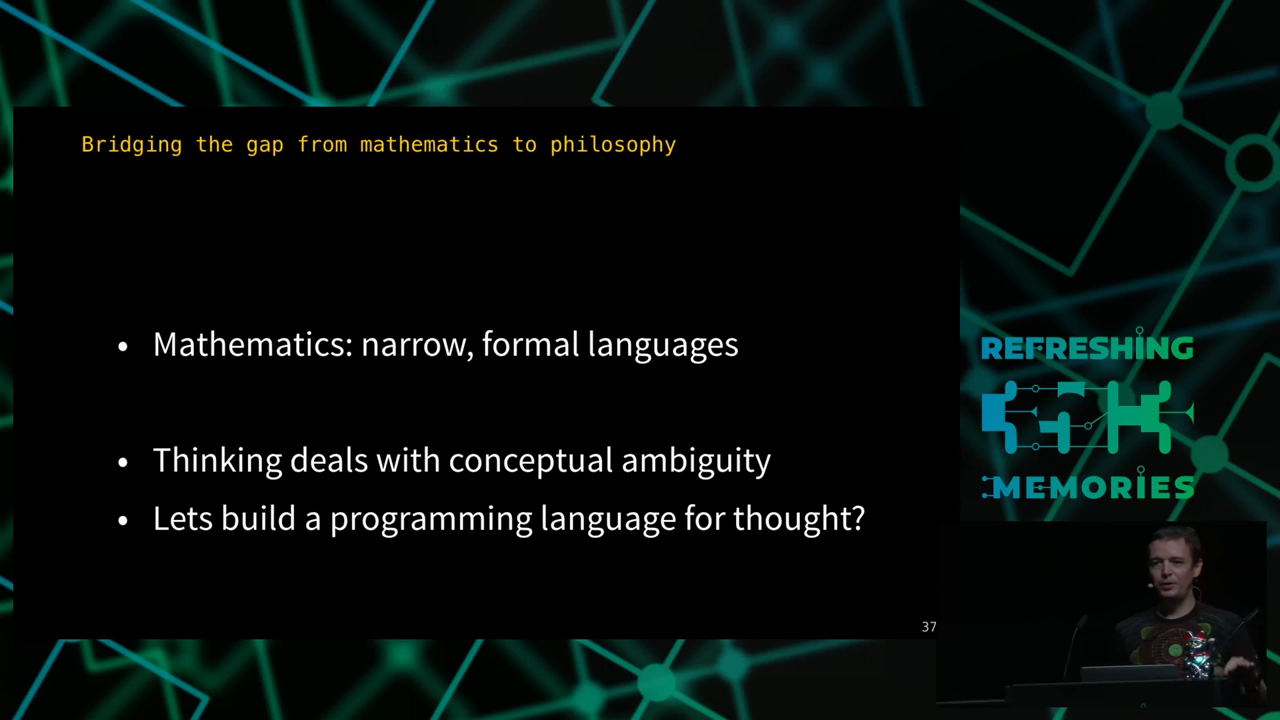 Bridging the gap from mathematics to philosophy
• Mathematics: narrow, formal languages
• Thinking deals with conceptual ambiguity
• Lets build a programming language for thought?
37
REFRESHING
MEMORIES